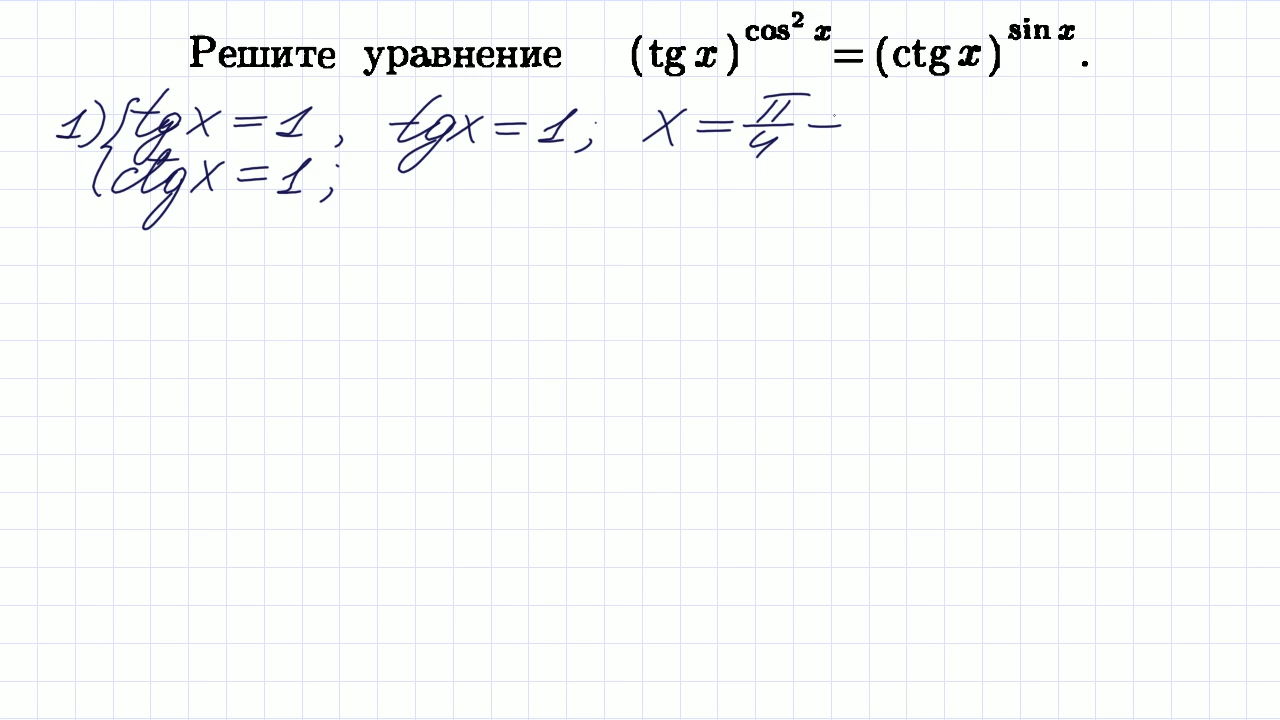 Решите уравнение (tg x)^{cos² x} = (ctg x)^{sin x}.
1) { tg x = 1, tg x = 1; x = π/4 –
ctg x = 1;